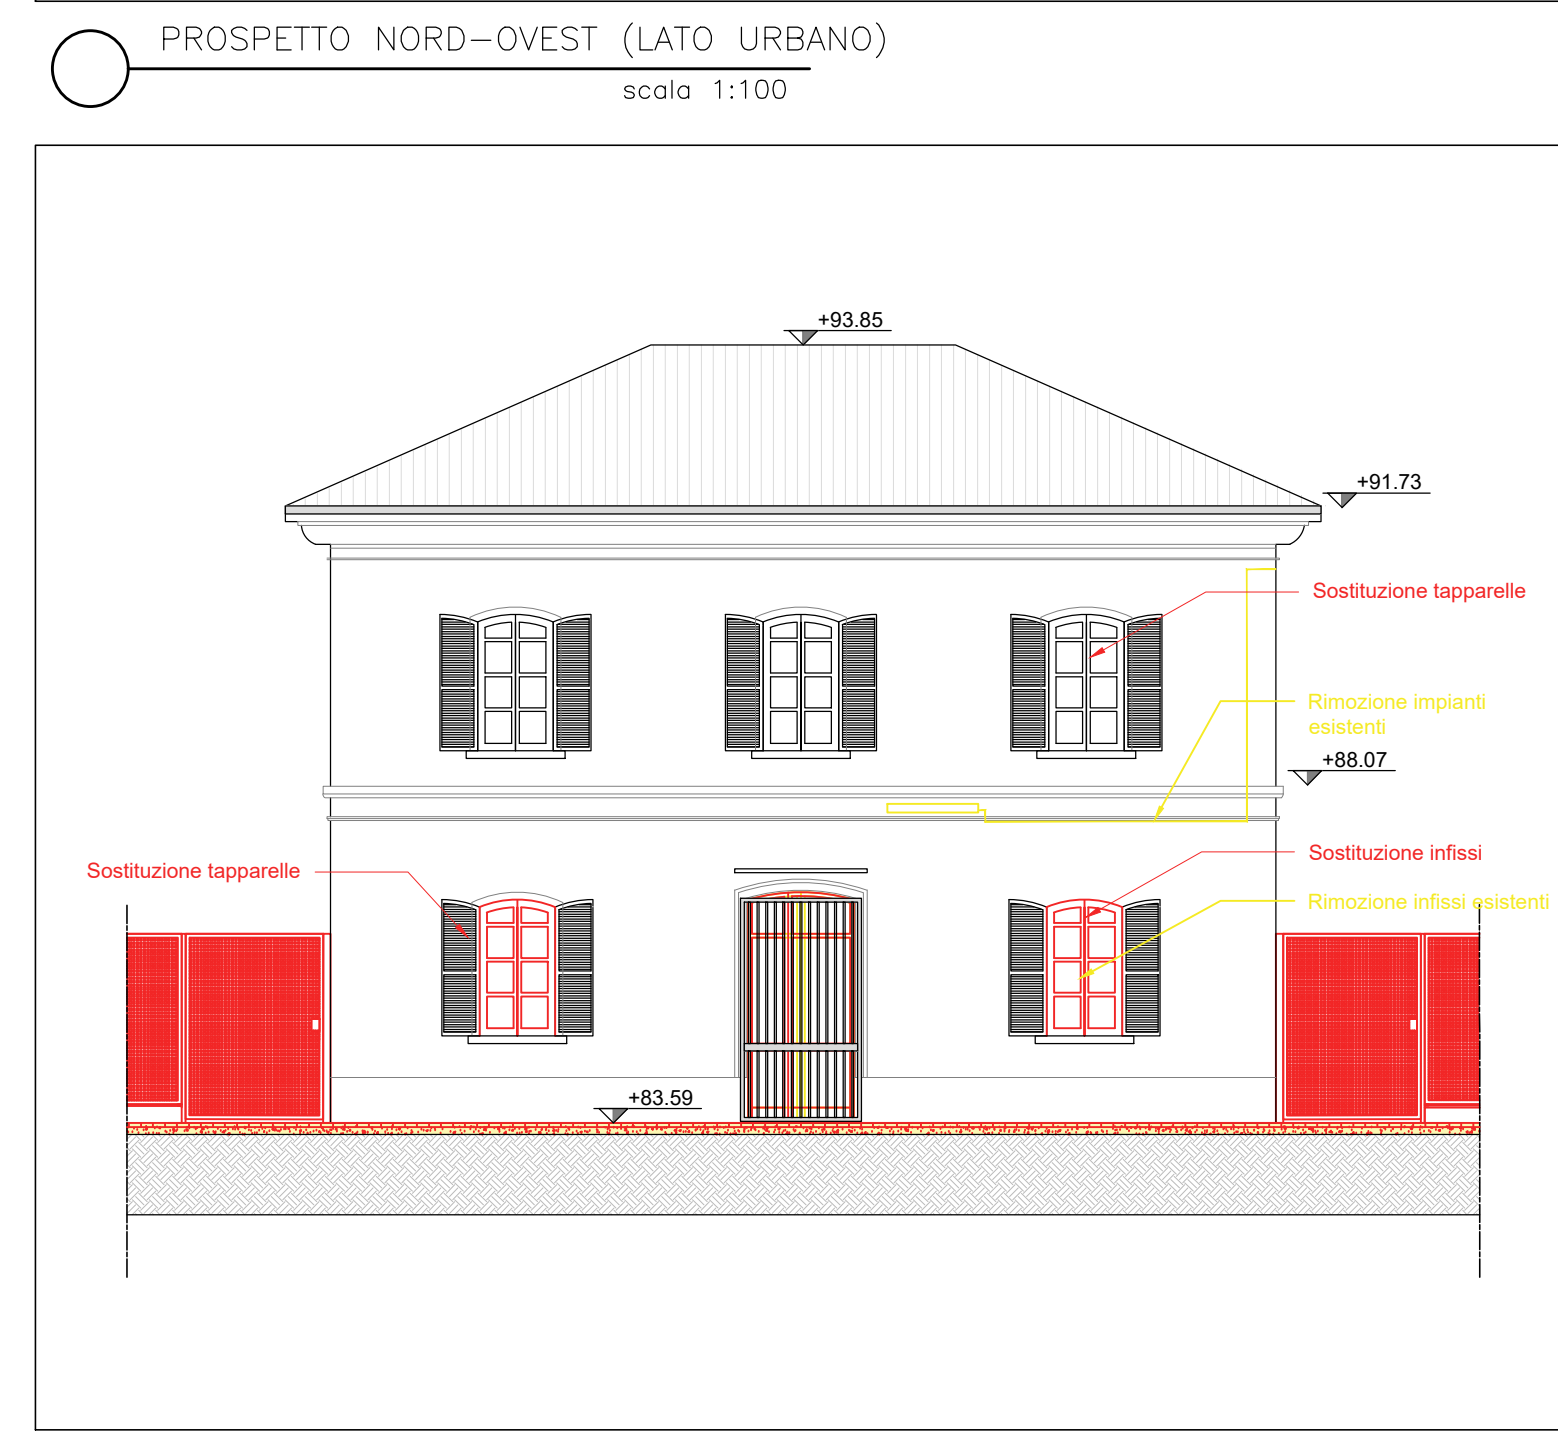 PROSPETTO NORD-OVEST (LATO URBANO)
scala 1:100
+93.85
+91.73
Sostituzione tapparelle
Rimozione impianti
esistenti
+88.07
Sostituzione infissi
Sostituzione tapparelle
Rimozione infissi esistenti
+83.59